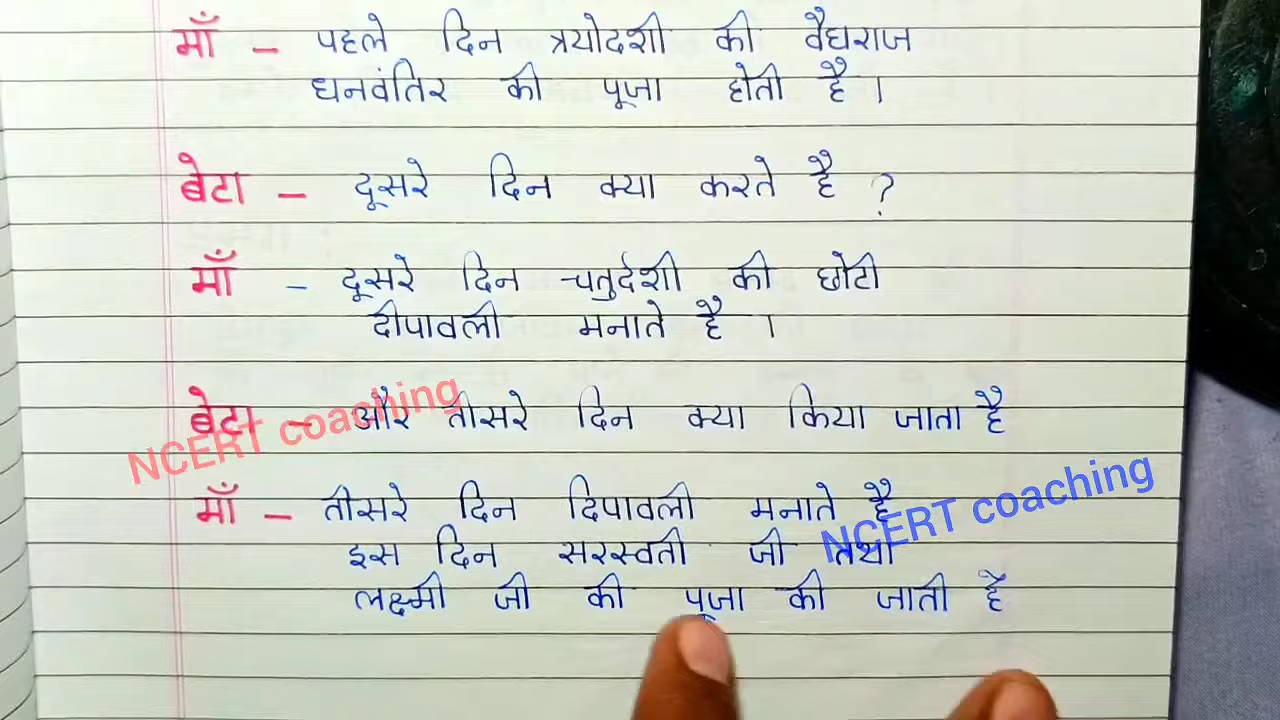 माँ - पहले दिन त्रयोदशी की वैधराज
धनवंतिर की पूजा होती है ।
बेटा - दूसरे दिन क्या करते है ?
माँ - दूसरे दिन चतुर्दशी की छोटी
दीपावली मनाते है ।
बेटा - और तीसरे दिन क्या किया जाता है
NCERT coaching
माँ - तीसरे दिन दिपावली मनाते है
NCERT coaching
इस दिन सरस्वती जी तथा
लक्ष्मी जी की पूजा की जाती है